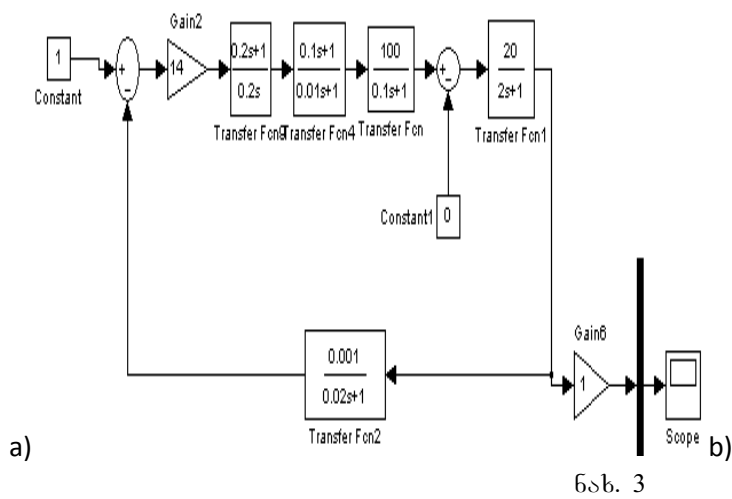 Gain2
1
Constant
14
0.2s+1
0.2s
0.1s+1
0.01s+1
Transfer Fcn4
100
0.1s+1
Transfer Fcn
20
2s+1
Transfer Fcn1
Constant1
0
0.001
0.02s+1
Transfer Fcn2
Gain6
1
Scope
a)
b)
ნახ. 3